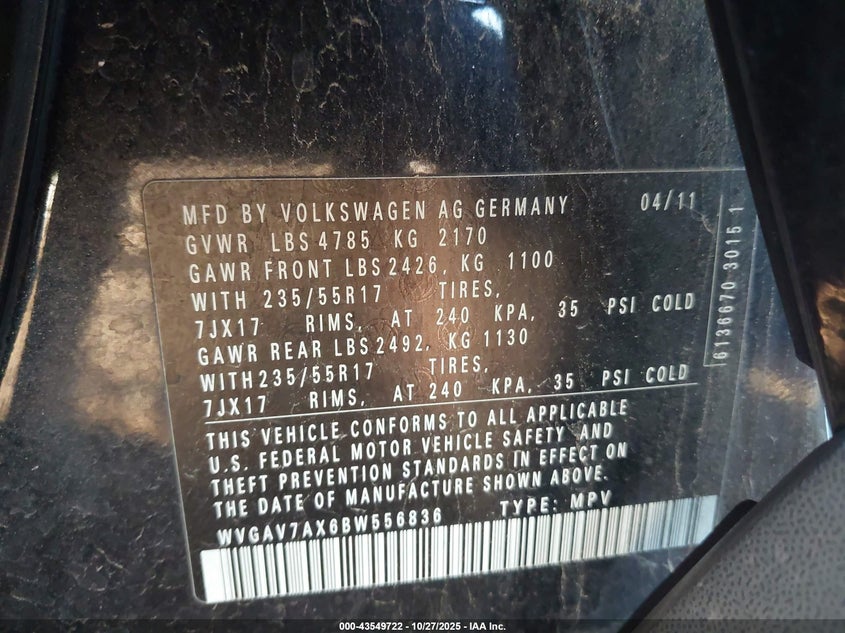 MFD BY VOLKSWAGEN AG GERMANY 04/11
GVWR LBS 4785 KG 2170
GAWR FRONT LBS 2426, KG 1100
WITH 235/55R17 TIRES,
7JX17 RIMS, AT 240 KPA, 35 PSI COLD
GAWR REAR LBS 2492, KG 1130
WITH 235/55R17 TIRES,
7JX17 RIMS, AT 240 KPA, 35 PSI COLD
THIS VEHICLE CONFORMS TO ALL APPLICABLE
U.S. FEDERAL MOTOR VEHICLE SAFETY AND
THEFT PREVENTION STANDARDS IN EFFECT ON
THE DATE OF MANUFACTURE SHOWN ABOVE.
WVGAV7AX6BW556836 TYPE: MPV
6136670 3015 1
000-43549722 - 10/27/2025 - IAA Inc.